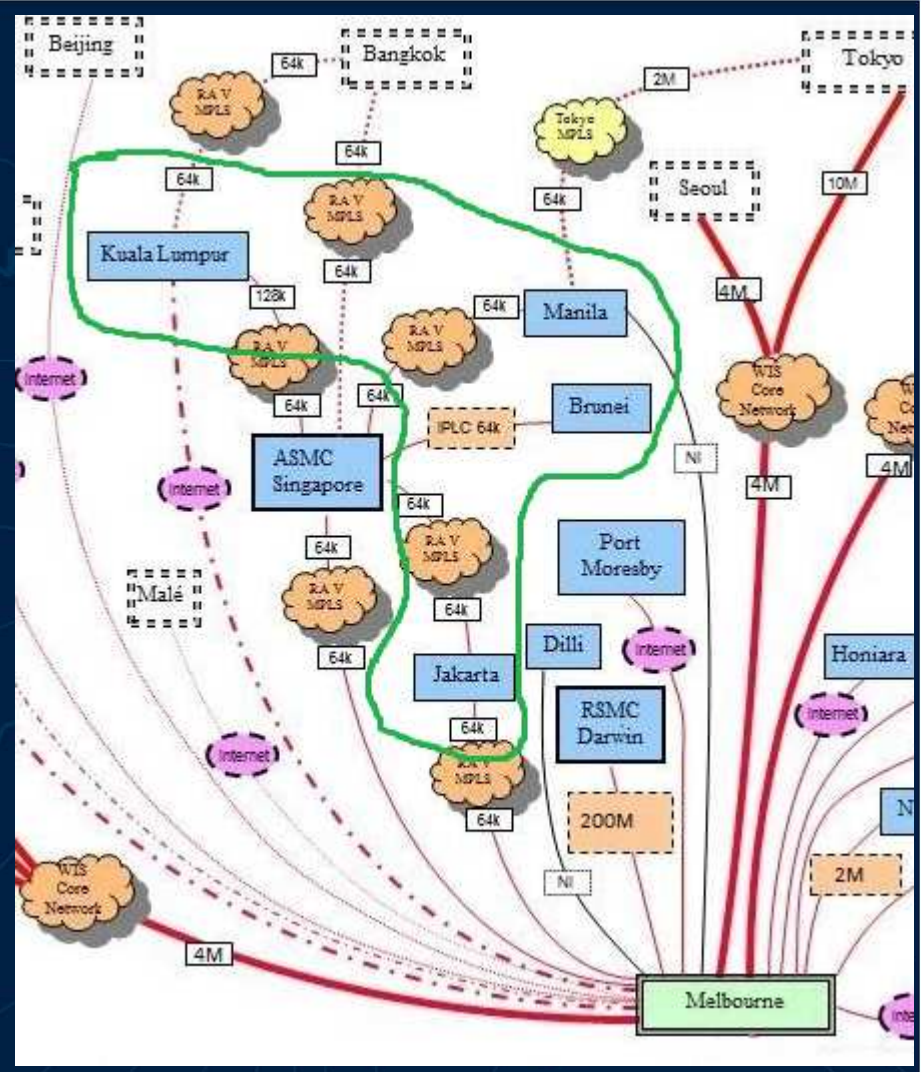 Beijing
64k
Bangkok
Tokyo
RA V
MPLS
2M
Tokyo
MPLS
64k
64k
RA V
MPLS
64k
Seoul
10M
Kuala Lumpur
64k
128k
4M
64k
Manila
RA V
MPLS
RA V
MPLS
Internet
64k
64k
IPLC 64k
Brunei
WIS
Core
Network
ASMC
Singapore
NI
4M
Internet
64k
4M
64k
RA V
MPLS
Port
Moresby
Malé
RA V
MPLS
64k
64k
Dilli
Internet
Honiara
Jakarta
RSMC
Darwin
Internet
64k
Internet
RA V
MPLS
64k
200M
N
WIS
Core
Network
NI
2M
4M
Melbourne